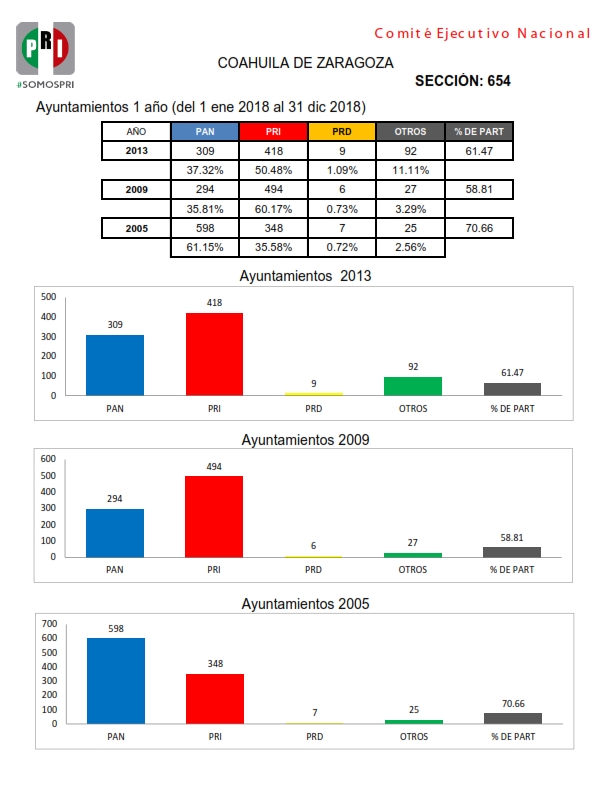 Comité Ejecutivo Nacional
PRI
#SOMOSPRI
COAHUILA DE ZARAGOZA
SECCIÓN: 654
Ayuntamientos 1 año (del 1 ene 2018 al 31 dic 2018)
AÑO PAN PRI PRD OTROS % DE PART
2013 309 418 9 92 61.47
37.32% 50.48% 1.09% 11.11%
2009 294 494 6 27 58.81
35.81% 60.17% 0.73% 3.29%
2005 598 348 7 25 70.66
61.15% 35.58% 0.72% 2.56%
Ayuntamientos 2013
500
400
300
200
100
0
309 418 9 92 61.47
PAN PRI PRD OTROS % DE PART
Ayuntamientos 2009
600
500
400
300
200
100
0
294 494 6 27 58.81
PAN PRI PRD OTROS % DE PART
Ayuntamientos 2005
700
600
500
400
300
200
100
0
598 348 7 25 70.66
PAN PRI PRD OTROS % DE PART